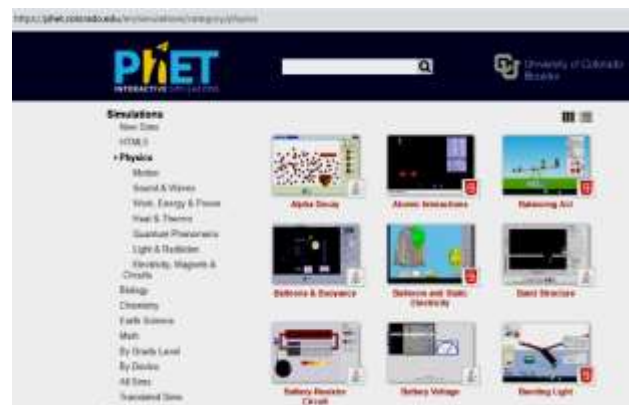 https://phet.colorado.edu/en/simulations/category/physics
PhET
INTERACTIVE SIMULATIONS
University of Colorado
Boulder
Simulations
New Sims
HTML5
Physics
Motion
Sound & Waves
Work, Energy & Power
Heat & Thermo
Quantum Phenomena
Light & Radiation
Electricity, Magnets &
Circuits
Biology
Chemistry
Earth Science
Math
By Grade Level
By Device
All Sims
Translated Sims
Alpha Decay
Atomic Interactions
Balancing Act
Balloons & Buoyancy
Balloons and Static
Electricity
Band Structure
Battery-Resistor
Circuit
Battery Voltage
Bending Light